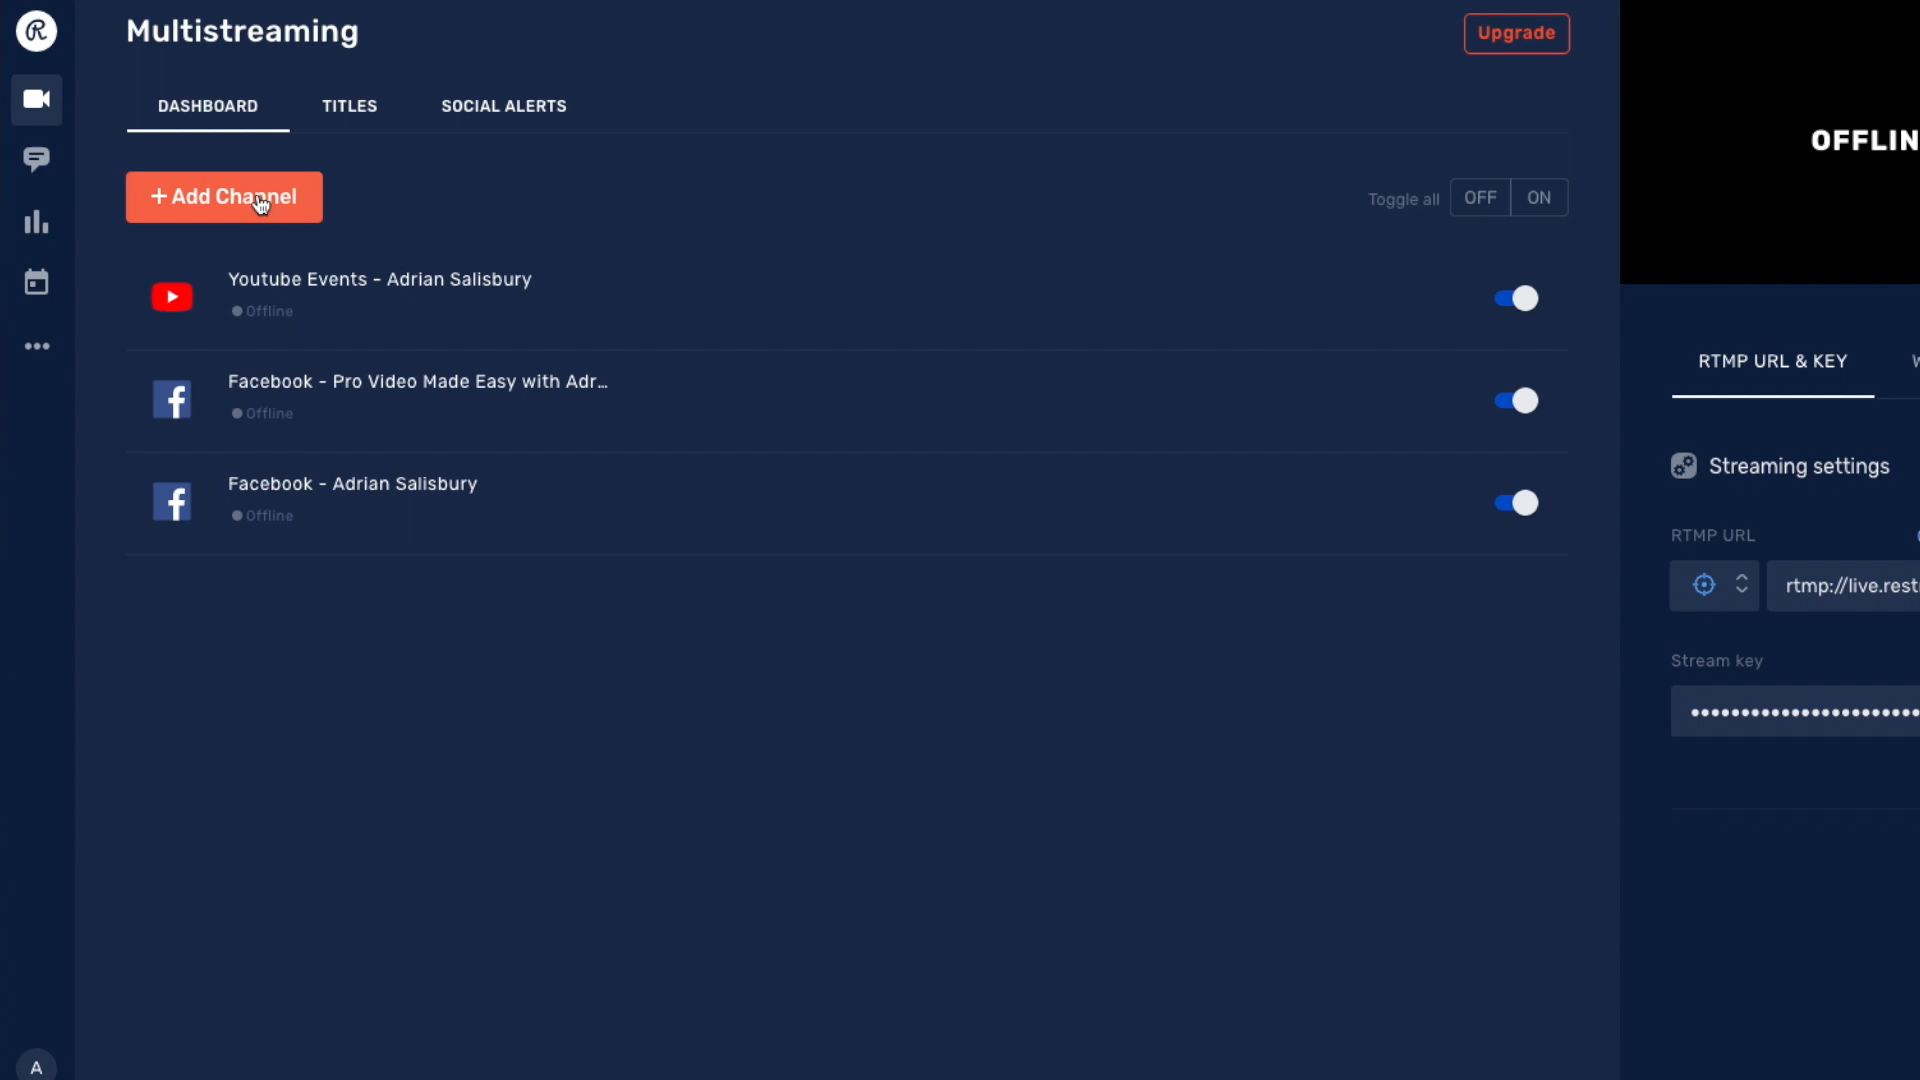 Multistreaming
Upgrade
DASHBOARD TITLES SOCIAL ALERTS
+ Add Channel
Toggle all OFF ON
Youtube Events - Adrian Salisbury
Offline
Facebook - Pro Video Made Easy with Adr...
Offline
Facebook - Adrian Salisbury
Offline
A
OFFLIN
RTMP URL & KEY
Streaming settings
RTMP URL
rtmp://live.rest
Stream key